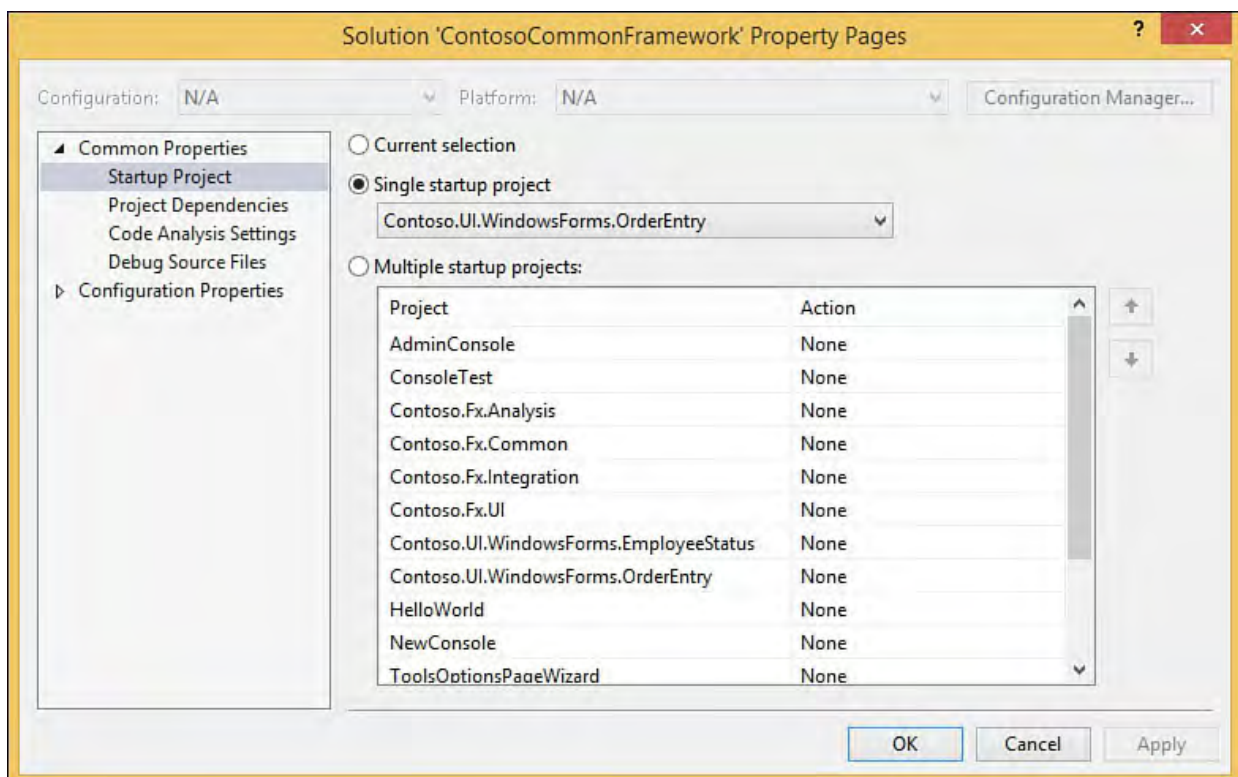 Solution 'ContosoCommonFramework' Property Pages ?
Configuration: N/A Platform: N/A Configuration Manager...
Common Properties
Startup Project
Project Dependencies
Code Analysis Settings
Debug Source Files
Configuration Properties
Current selection
Single startup project
Contoso.UI.WindowsForms.OrderEntry
Multiple startup projects:
Project Action
AdminConsole None
ConsoleTest None
Contoso.Fx.Analysis None
Contoso.Fx.Common None
Contoso.Fx.Integration None
Contoso.Fx.UI None
Contoso.UI.WindowsForms.EmployeeStatus None
Contoso.UI.WindowsForms.OrderEntry None
HelloWorld None
NewConsole None
ToolsOptionsPageWizard None
OK Cancel Apply